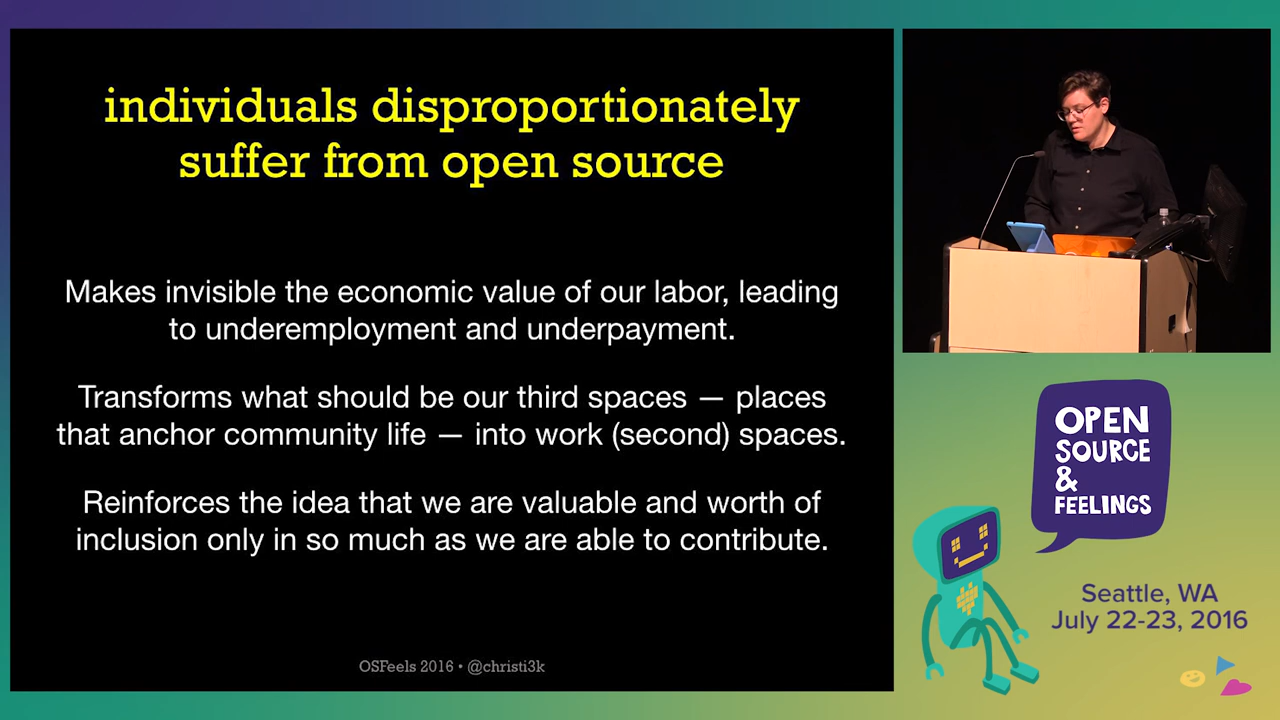 individuals disproportionately
suffer from open source
Makes invisible the economic value of our labor, leading
to underemployment and underpayment.
Transforms what should be our third spaces — places
that anchor community life — into work (second) spaces.
Reinforces the idea that we are valuable and worth of
inclusion only in so much as we are able to contribute.
OSFeels 2016 • @christi3k
OPEN
SOURCE
&
FEELINGS
Seattle, WA
July 22-23, 2016